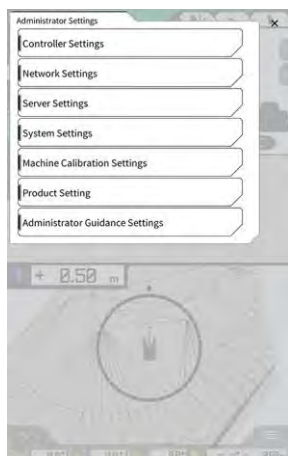 Administrator Settings
×
Controller Settings
Network Settings
Server Settings
System Settings
Machine Calibration Settings
Product Setting
Administrator Guidance Settings
+ 0.50 m